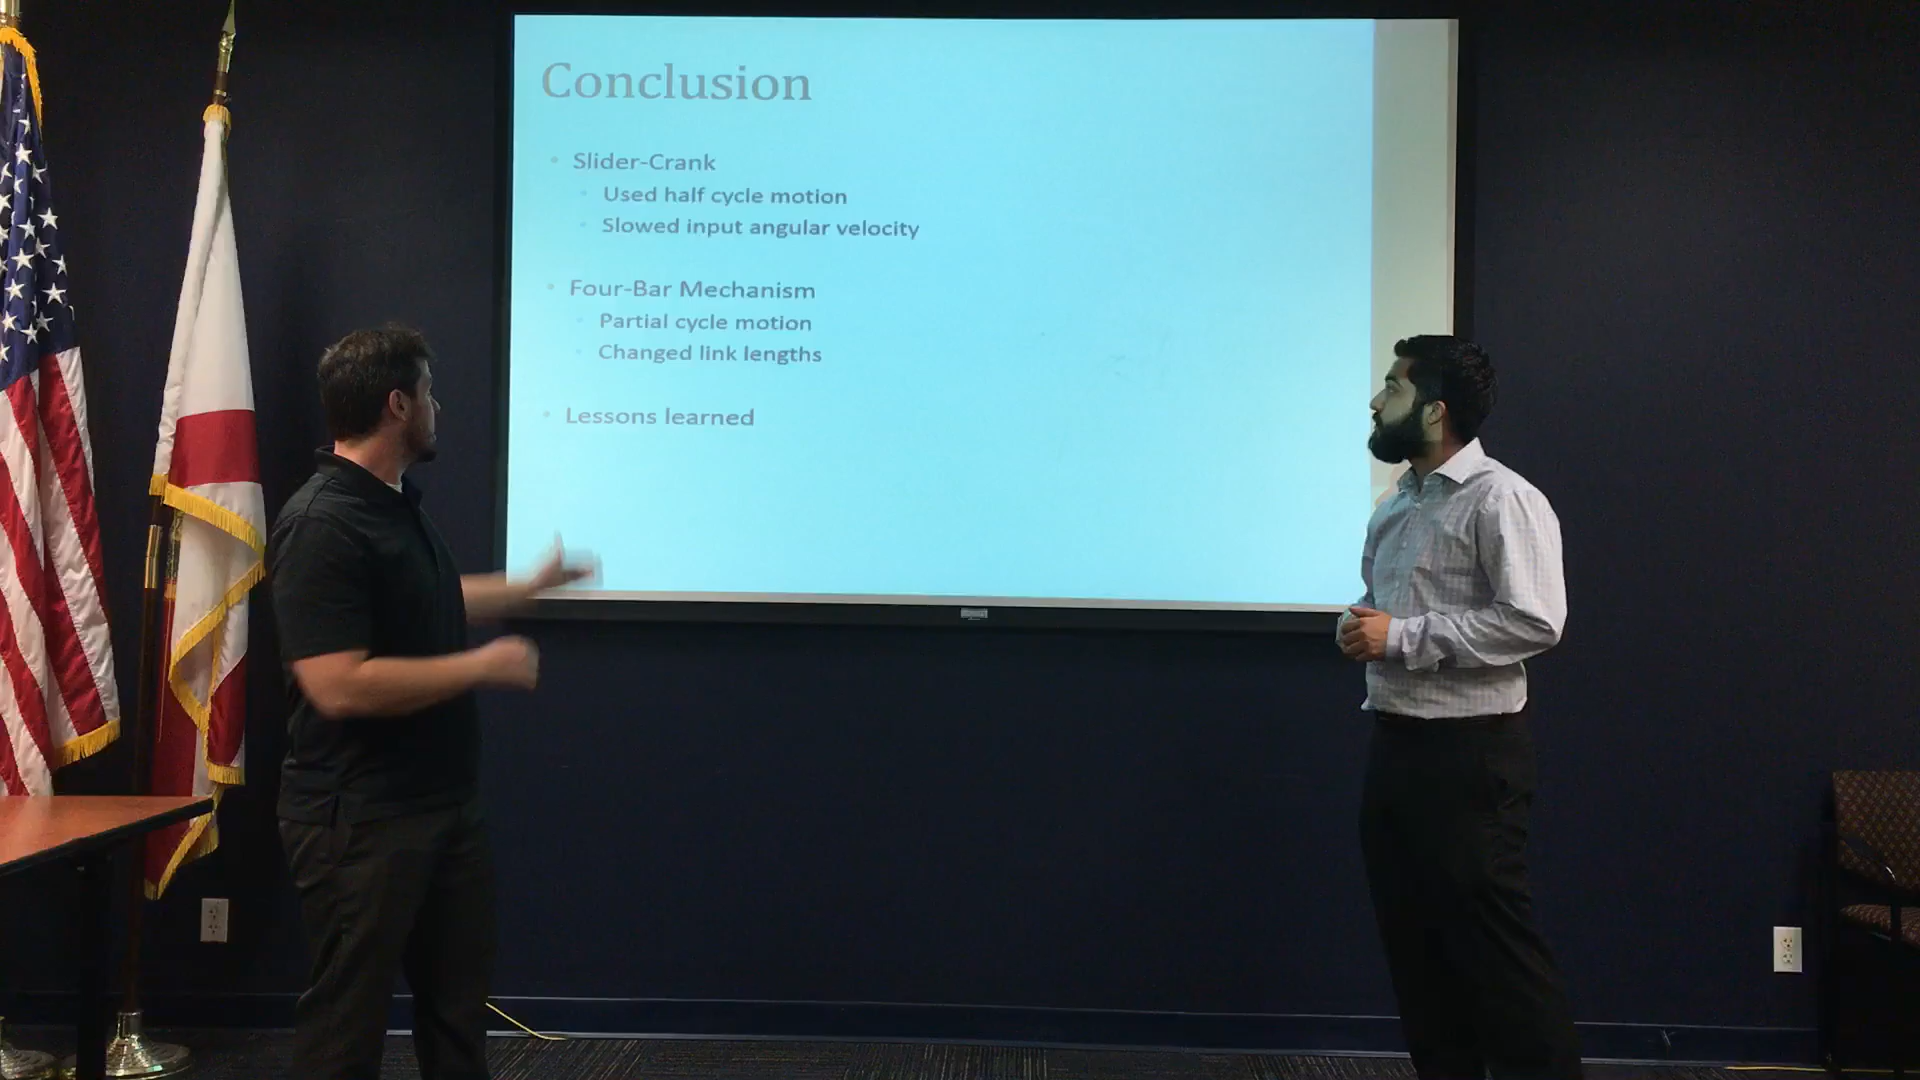 Conclusion
Slider-Crank
Used half cycle motion
Slowed input angular velocity
Four-Bar Mechanism
Partial cycle motion
Changed link lengths
Lessons learned